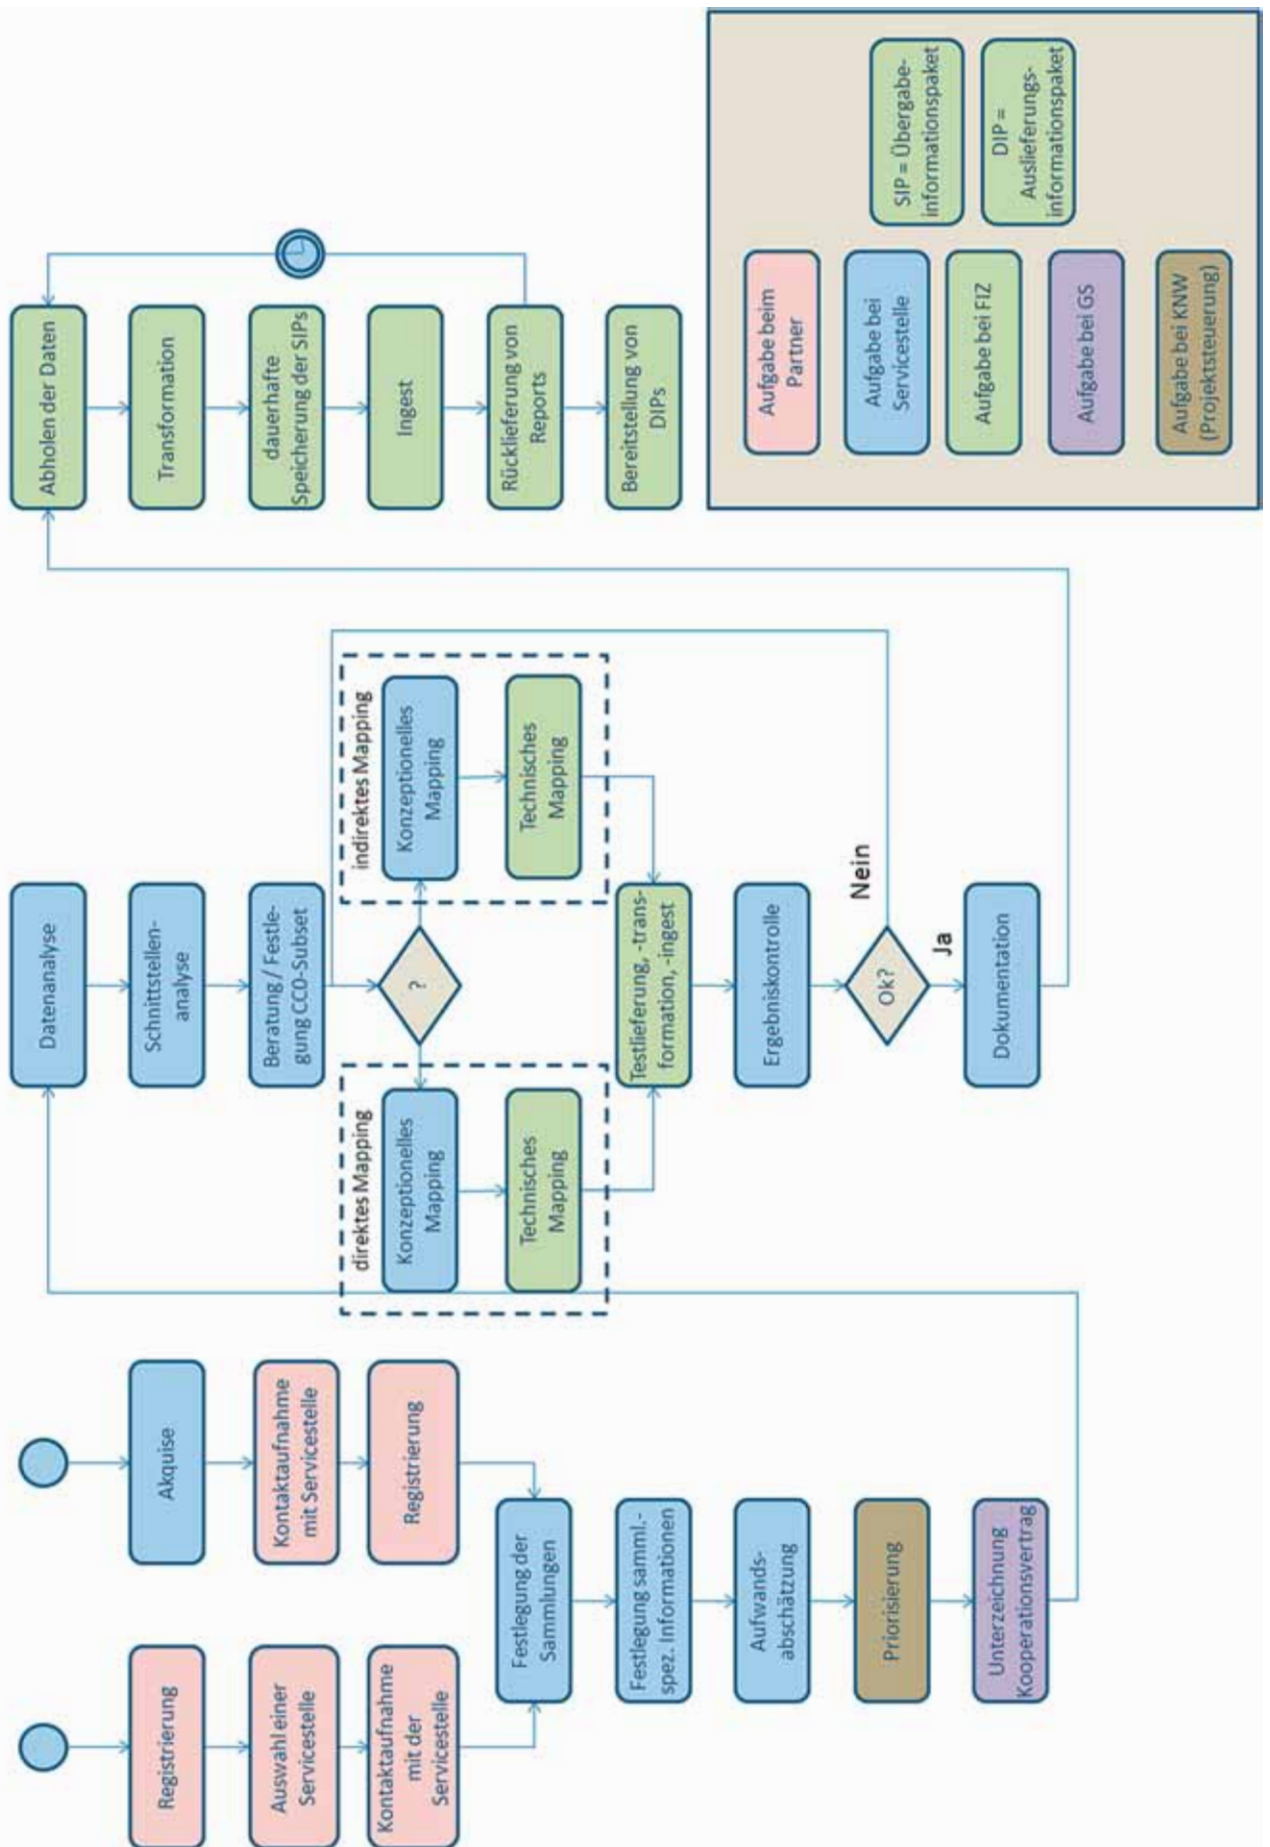 Registrierung
Auswahl einer
Servicestelle
Kontaktaufnahme
mit der
Servicestelle
Akquise
Kontaktaufnahme
mit Servicestelle
Registrierung
Festlegung der
Sammlungen
Festlegung samml.-
spez. Informationen
Aufwands-
abschätzung
Priorisierung
Unterzeichnung
Kooperationsvertrag
Datenanalyse
Schnittstellen-
analyse
Beratung / Festle-
gung CC0-Subset
?
direktes Mapping
Konzeptionelles
Mapping
Technisches
Mapping
indirektes Mapping
Konzeptionelles
Mapping
Technisches
Mapping
Testlieferung, -trans-
formation, -ingest
Ergebniskontrolle
Ok?
Nein
Ja
Dokumentation
Abholen der Daten
Transformation
dauerhafte
Speicherung der SIPs
Ingest
Rücklieferung von
Reports
Bereitstellung von
DIPs
Aufgabe beim
Partner
Aufgabe bei
Servicestelle
Aufgabe bei FIZ
Aufgabe bei GS
Aufgabe bei KNW
(Projektsteuerung)
SIP = Übergabe-
informationspaket
DIP =
Auslieferungs-
informationspaket